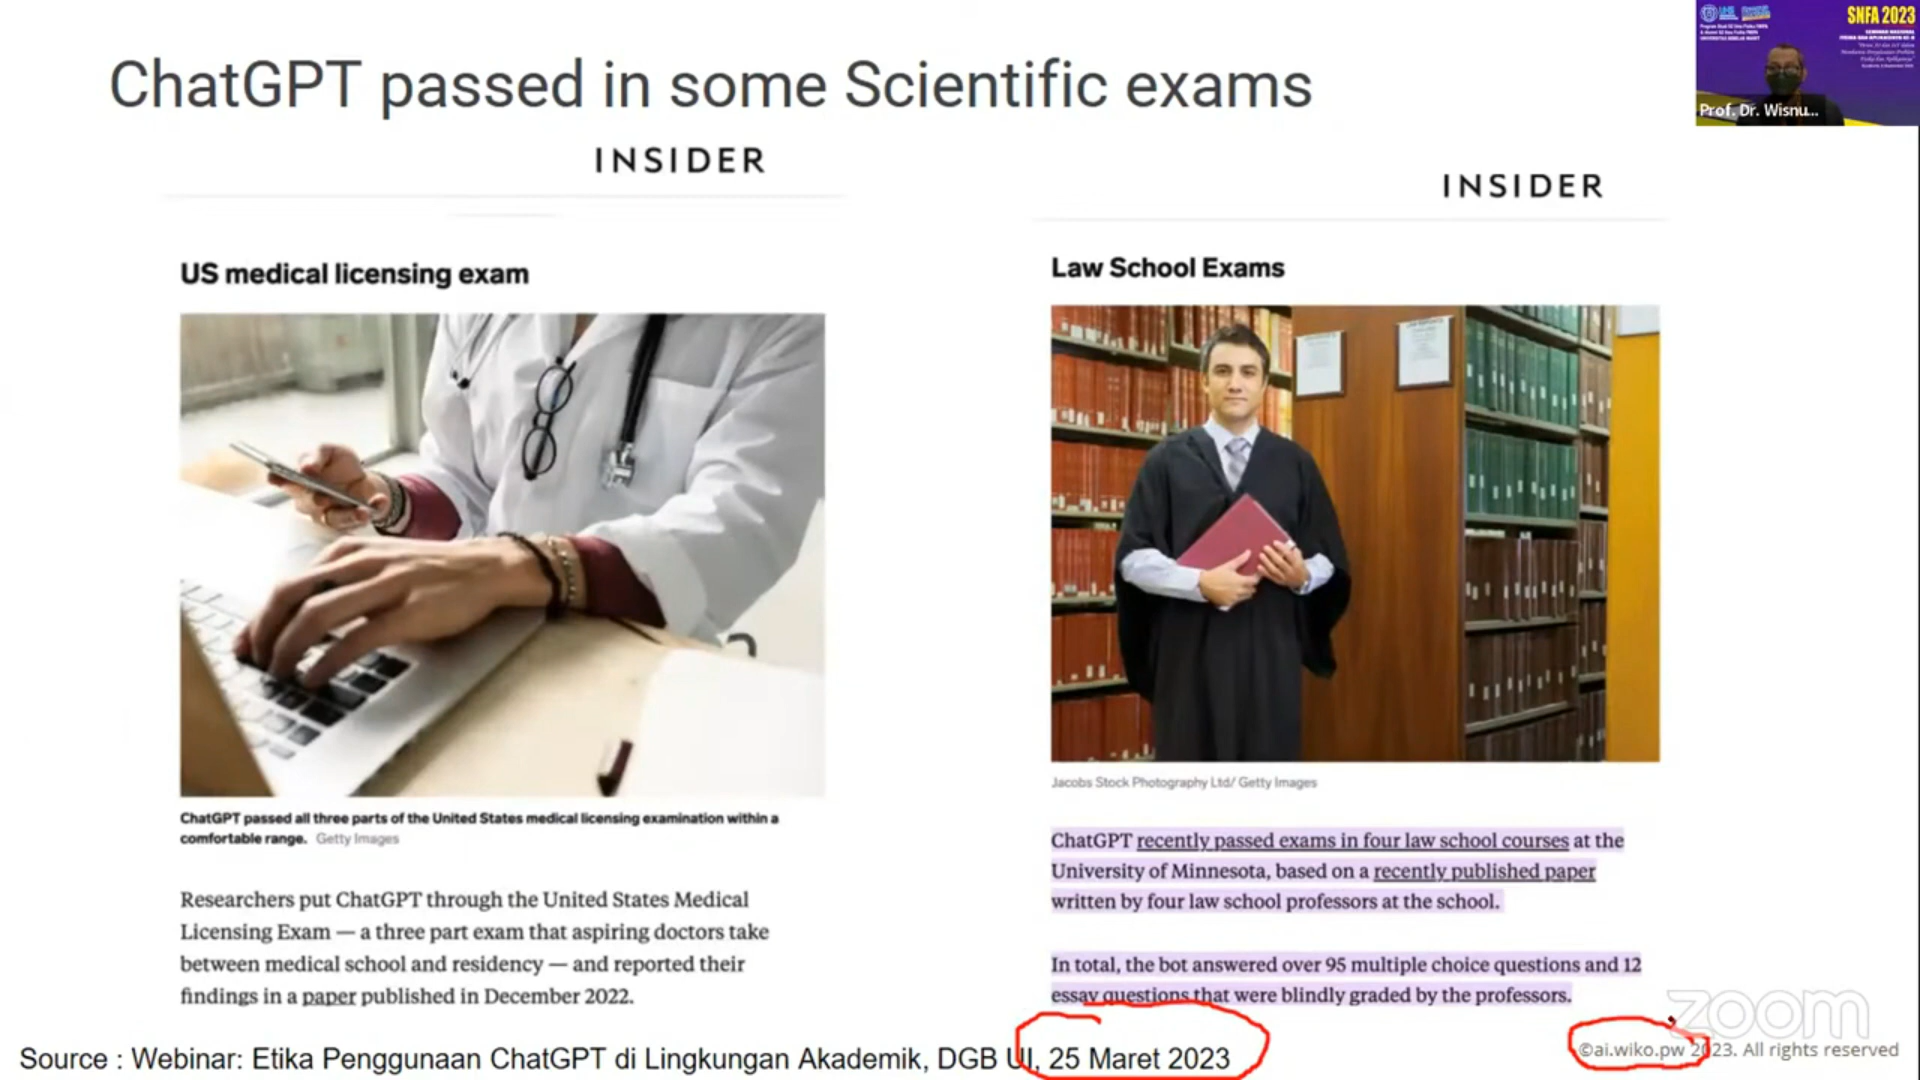 ChatGPT passed in some Scientific exams
SNFA 2023
Prof. Dr. Wisnu...
INSIDER
US medical licensing exam
ChatGPT passed all three parts of the United States medical licensing examination within a
comfortable range. Getty Images
Researchers put ChatGPT through the United States Medical
Licensing Exam — a three part exam that aspiring doctors take
between medical school and residency — and reported their
findings in a paper published in December 2022.
INSIDER
Law School Exams
Jacobs Stock Photography Ltd/ Getty Images
ChatGPT recently passed exams in four law school courses at the
University of Minnesota, based on a recently published paper
written by four law school professors at the school.
In total, the bot answered over 95 multiple choice questions and 12
essay questions that were blindly graded by the professors.
zoom
Source : Webinar: Etika Penggunaan ChatGPT di Lingkungan Akademik, DGB UI, 25 Maret 2023
©ai.wiko.pw 2023. All rights reserved